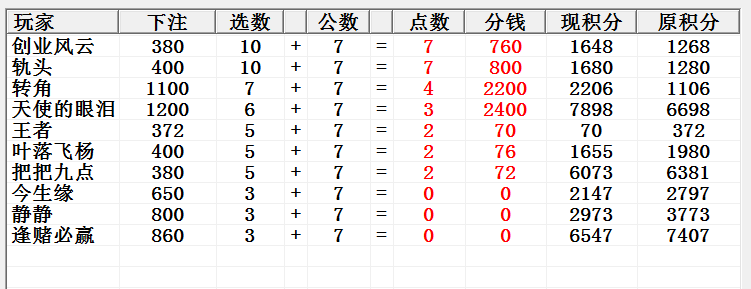 玩家 下注 选数 公数 点数 分钱 现积分 原积分
创业风云 380 10 + 7 = 7 760 1648 1268
轨头 400 10 + 7 = 7 800 1680 1280
转角 1100 7 + 7 = 4 2200 2206 1106
天使的眼泪 1200 6 + 7 = 3 2400 7898 6698
王者 372 5 + 7 = 2 70 70 372
叶落飞杨 400 5 + 7 = 2 76 1655 1980
把把九点 380 5 + 7 = 2 72 6073 6381
今生缘 650 3 + 7 = 0 0 2147 2797
静静 800 3 + 7 = 0 0 2973 3773
逢赌必赢 860 3 + 7 = 0 0 6547 7407